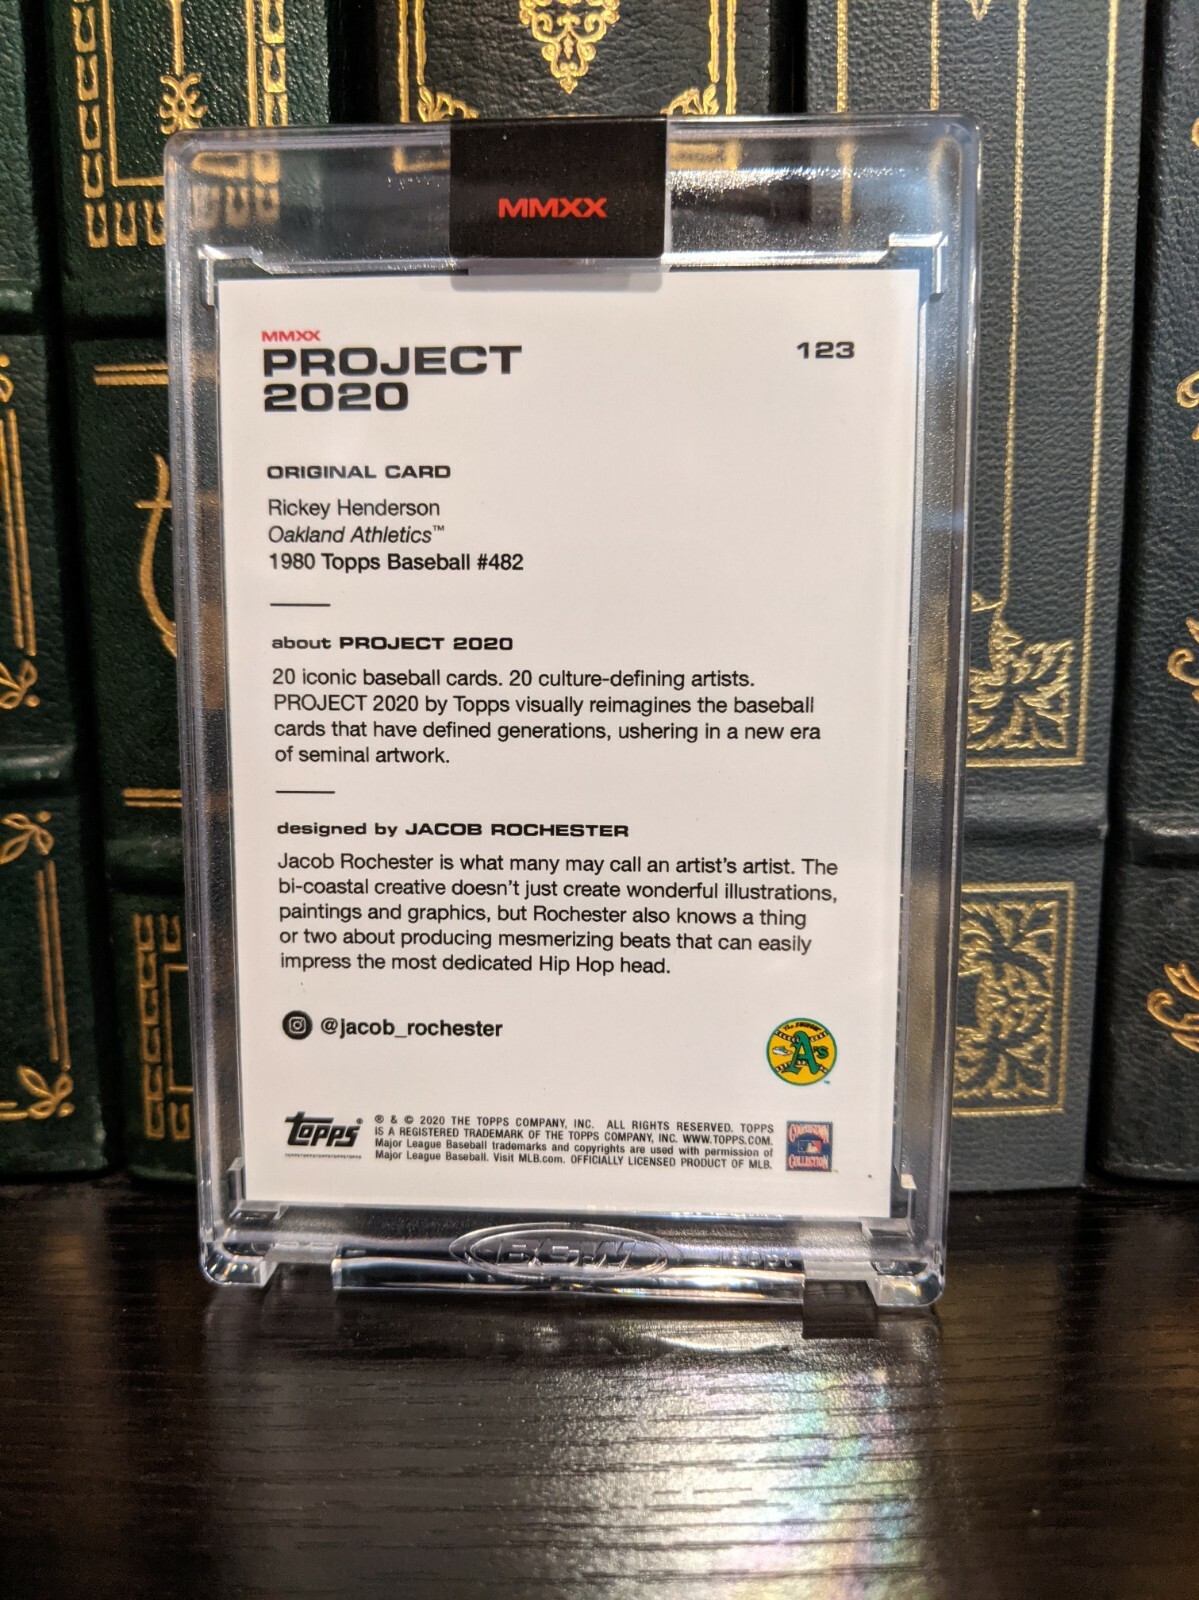 MMXX
MMXX
PROJECT
2020
123
ORIGINAL CARD
Rickey Henderson
Oakland Athletics™
1980 Topps Baseball #482
about PROJECT 2020
20 iconic baseball cards. 20 culture-defining artists.
PROJECT 2020 by Topps visually reimagines the baseball
cards that have defined generations, ushering in a new era
of seminal artwork.
designed by JACOB ROCHESTER
Jacob Rochester is what many may call an artist's artist. The
bi-coastal creative doesn't just create wonderful illustrations,
paintings and graphics, but Rochester also knows a thing
or two about producing mesmerizing beats that can easily
impress the most dedicated Hip Hop head.
@jacob_rochester
A's
topps®
® & © 2020 THE TOPPS COMPANY, INC. ALL RIGHTS RESERVED. TOPPS
IS A REGISTERED TRADEMARK OF THE TOPPS COMPANY, INC. WWW.TOPPS.COM.
Major League Baseball trademarks and copyrights are used with permission of
Major League Baseball. Visit MLB.com. OFFICIALLY LICENSED PRODUCT OF MLB.
COOPERSTOWN
COLLECTION
BCW